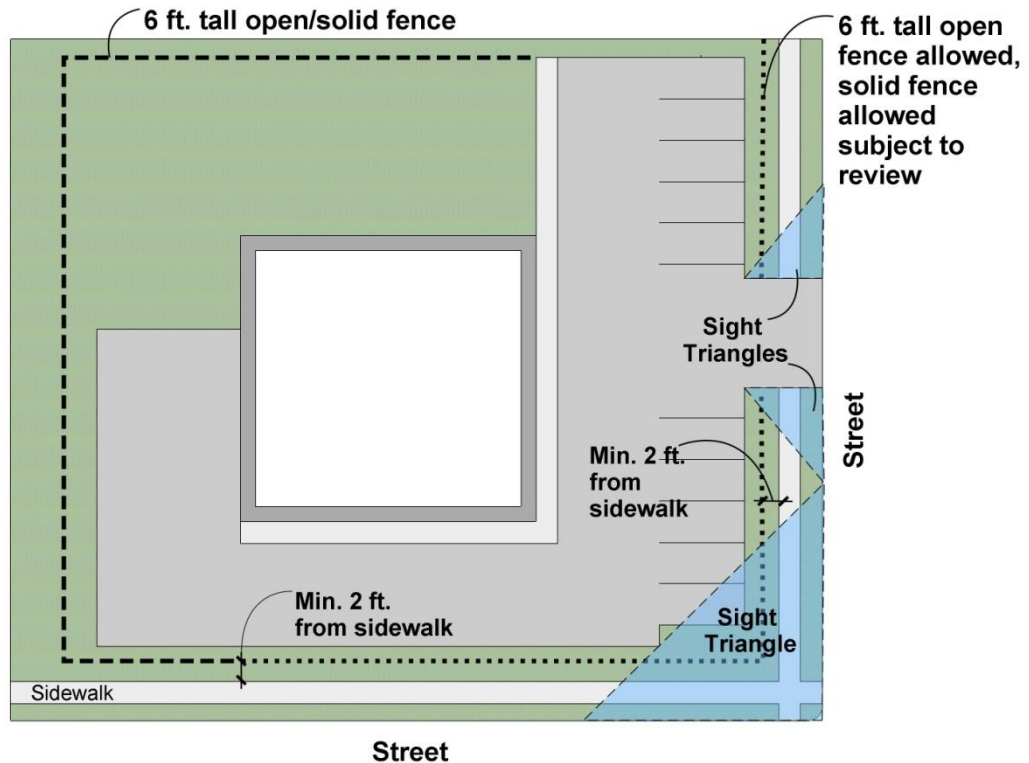 6 ft. tall open/solid fence
6 ft. tall open
fence allowed,
solid fence
allowed
subject to
review
Sight
Triangles
Street
Min. 2 ft.
from
sidewalk
Min. 2 ft.
from sidewalk
Sight
Triangle
Sidewalk
Street